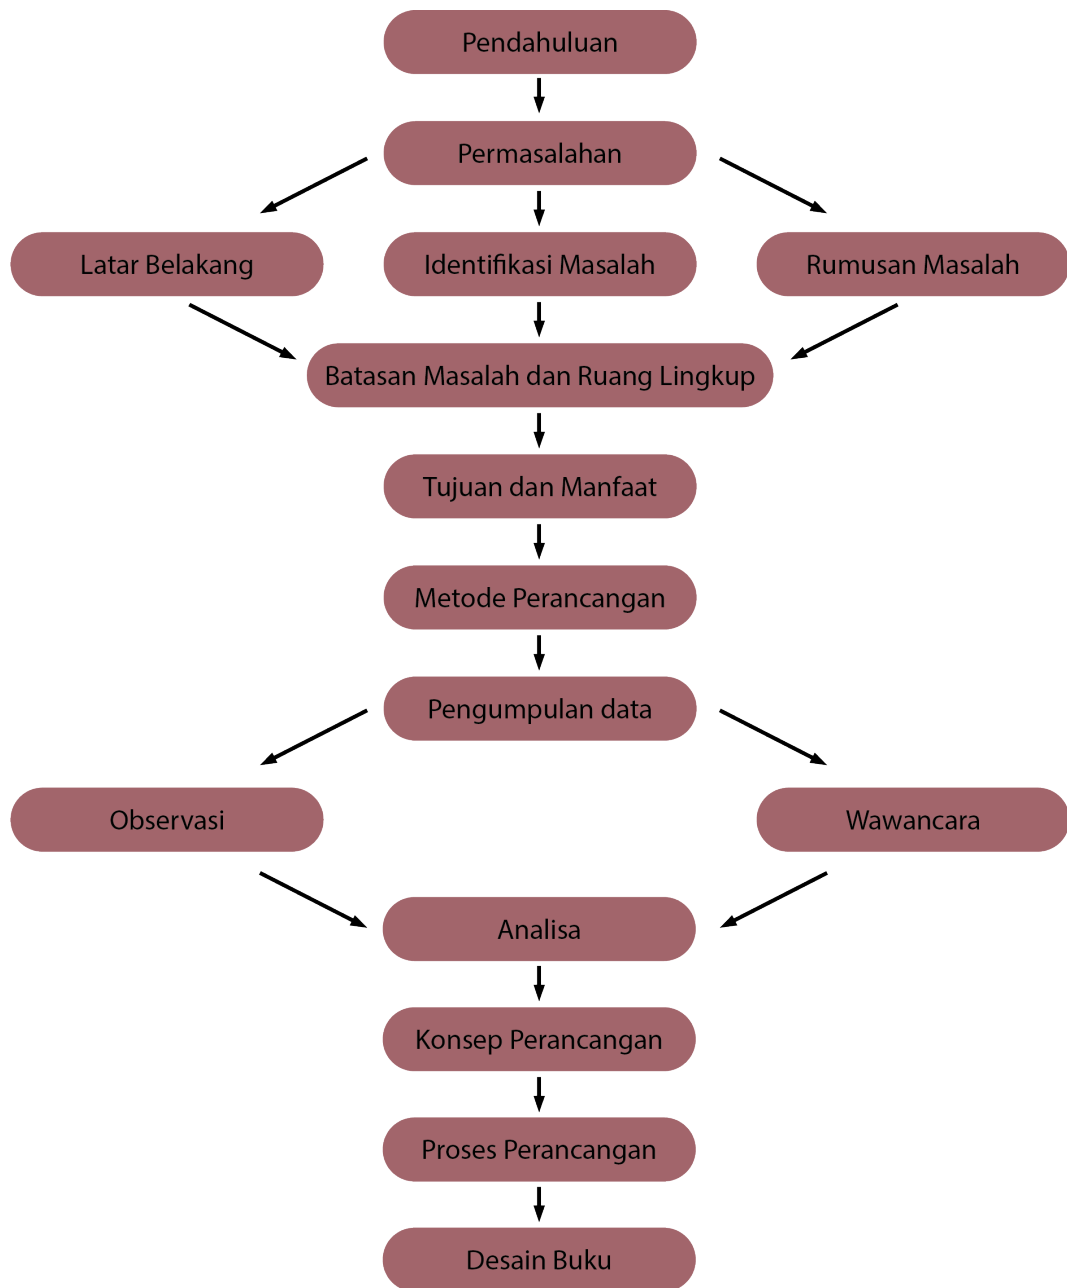 Pendahuluan
Permasalahan
Latar Belakang
Identifikasi Masalah
Rumusan Masalah
Batasan Masalah dan Ruang Lingkup
Tujuan dan Manfaat
Metode Perancangan
Pengumpulan data
Observasi
Wawancara
Analisa
Konsep Perancangan
Proses Perancangan
Desain Buku